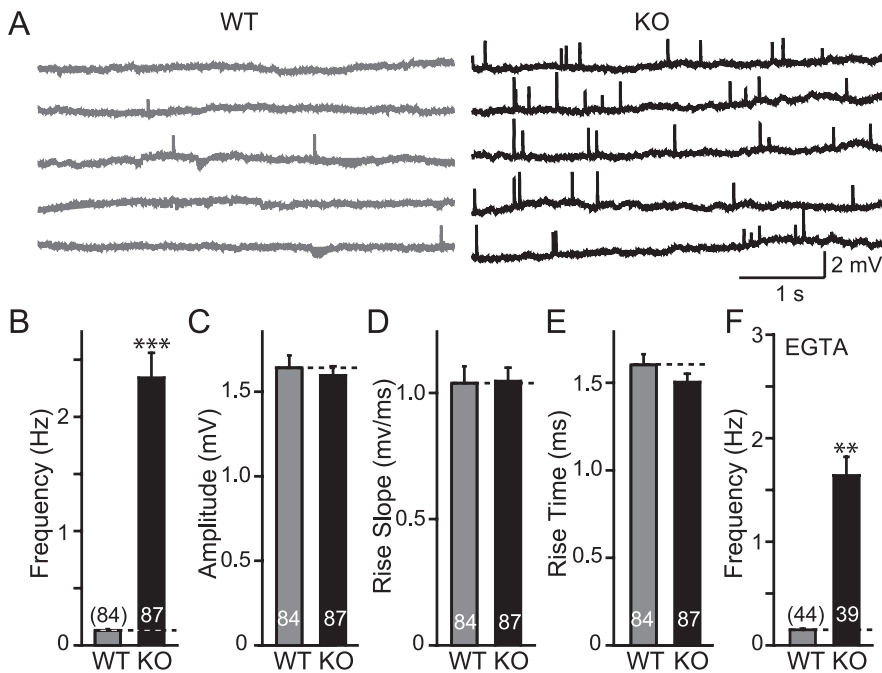 A
WT
KO
2 mV
1 s
B
Frequency (Hz)
2
1
0
***
(84)
87
WT KO
C
Amplitude (mV)
1.5
1.0
0.5
0
84
87
WT KO
D
Rise Slope (mv/ms)
1.0
0.5
0
84
87
WT KO
E
Rise Time (ms)
1.5
1.0
0.5
0
84
87
WT KO
F
EGTA
Frequency (Hz)
3
2
1
0
**
(44)
39
WT KO